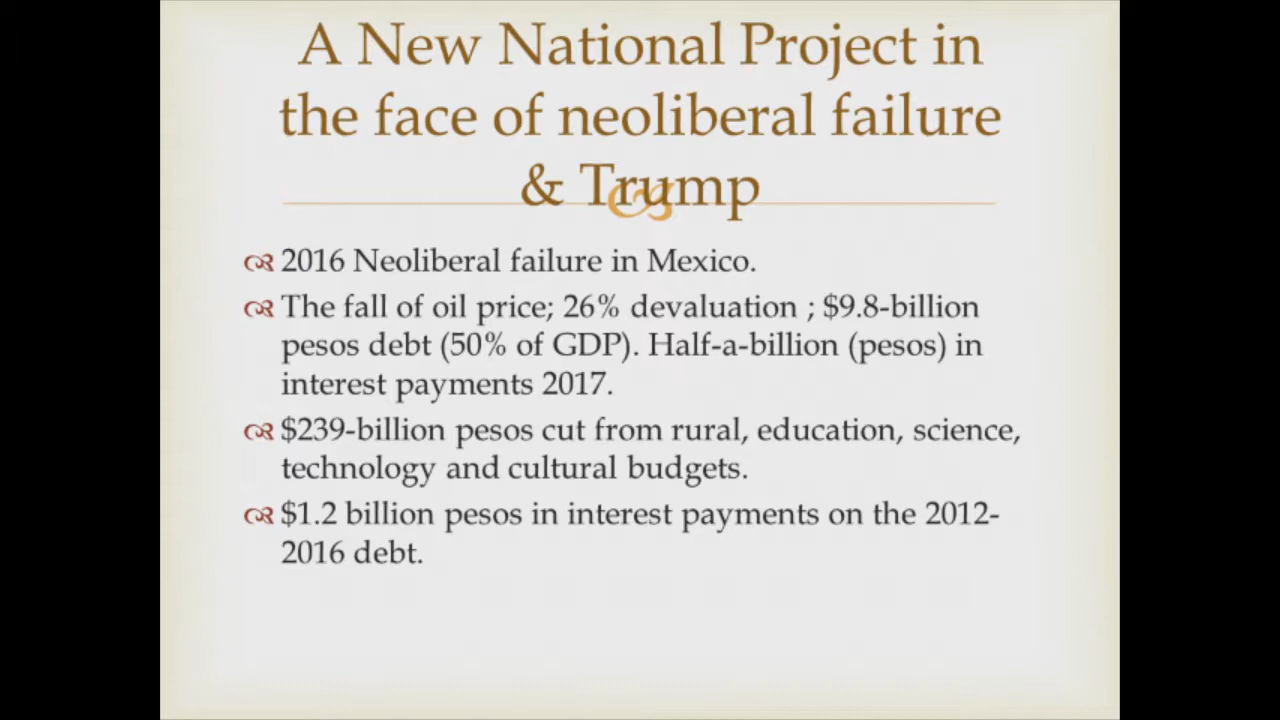 A New National Project in
the face of neoliberal failure
& Trump
2016 Neoliberal failure in Mexico.
The fall of oil price; 26% devaluation ; $9.8-billion
pesos debt (50% of GDP). Half-a-billion (pesos) in
interest payments 2017.
$239-billion pesos cut from rural, education, science,
technology and cultural budgets.
$1.2 billion pesos in interest payments on the 2012-
2016 debt.